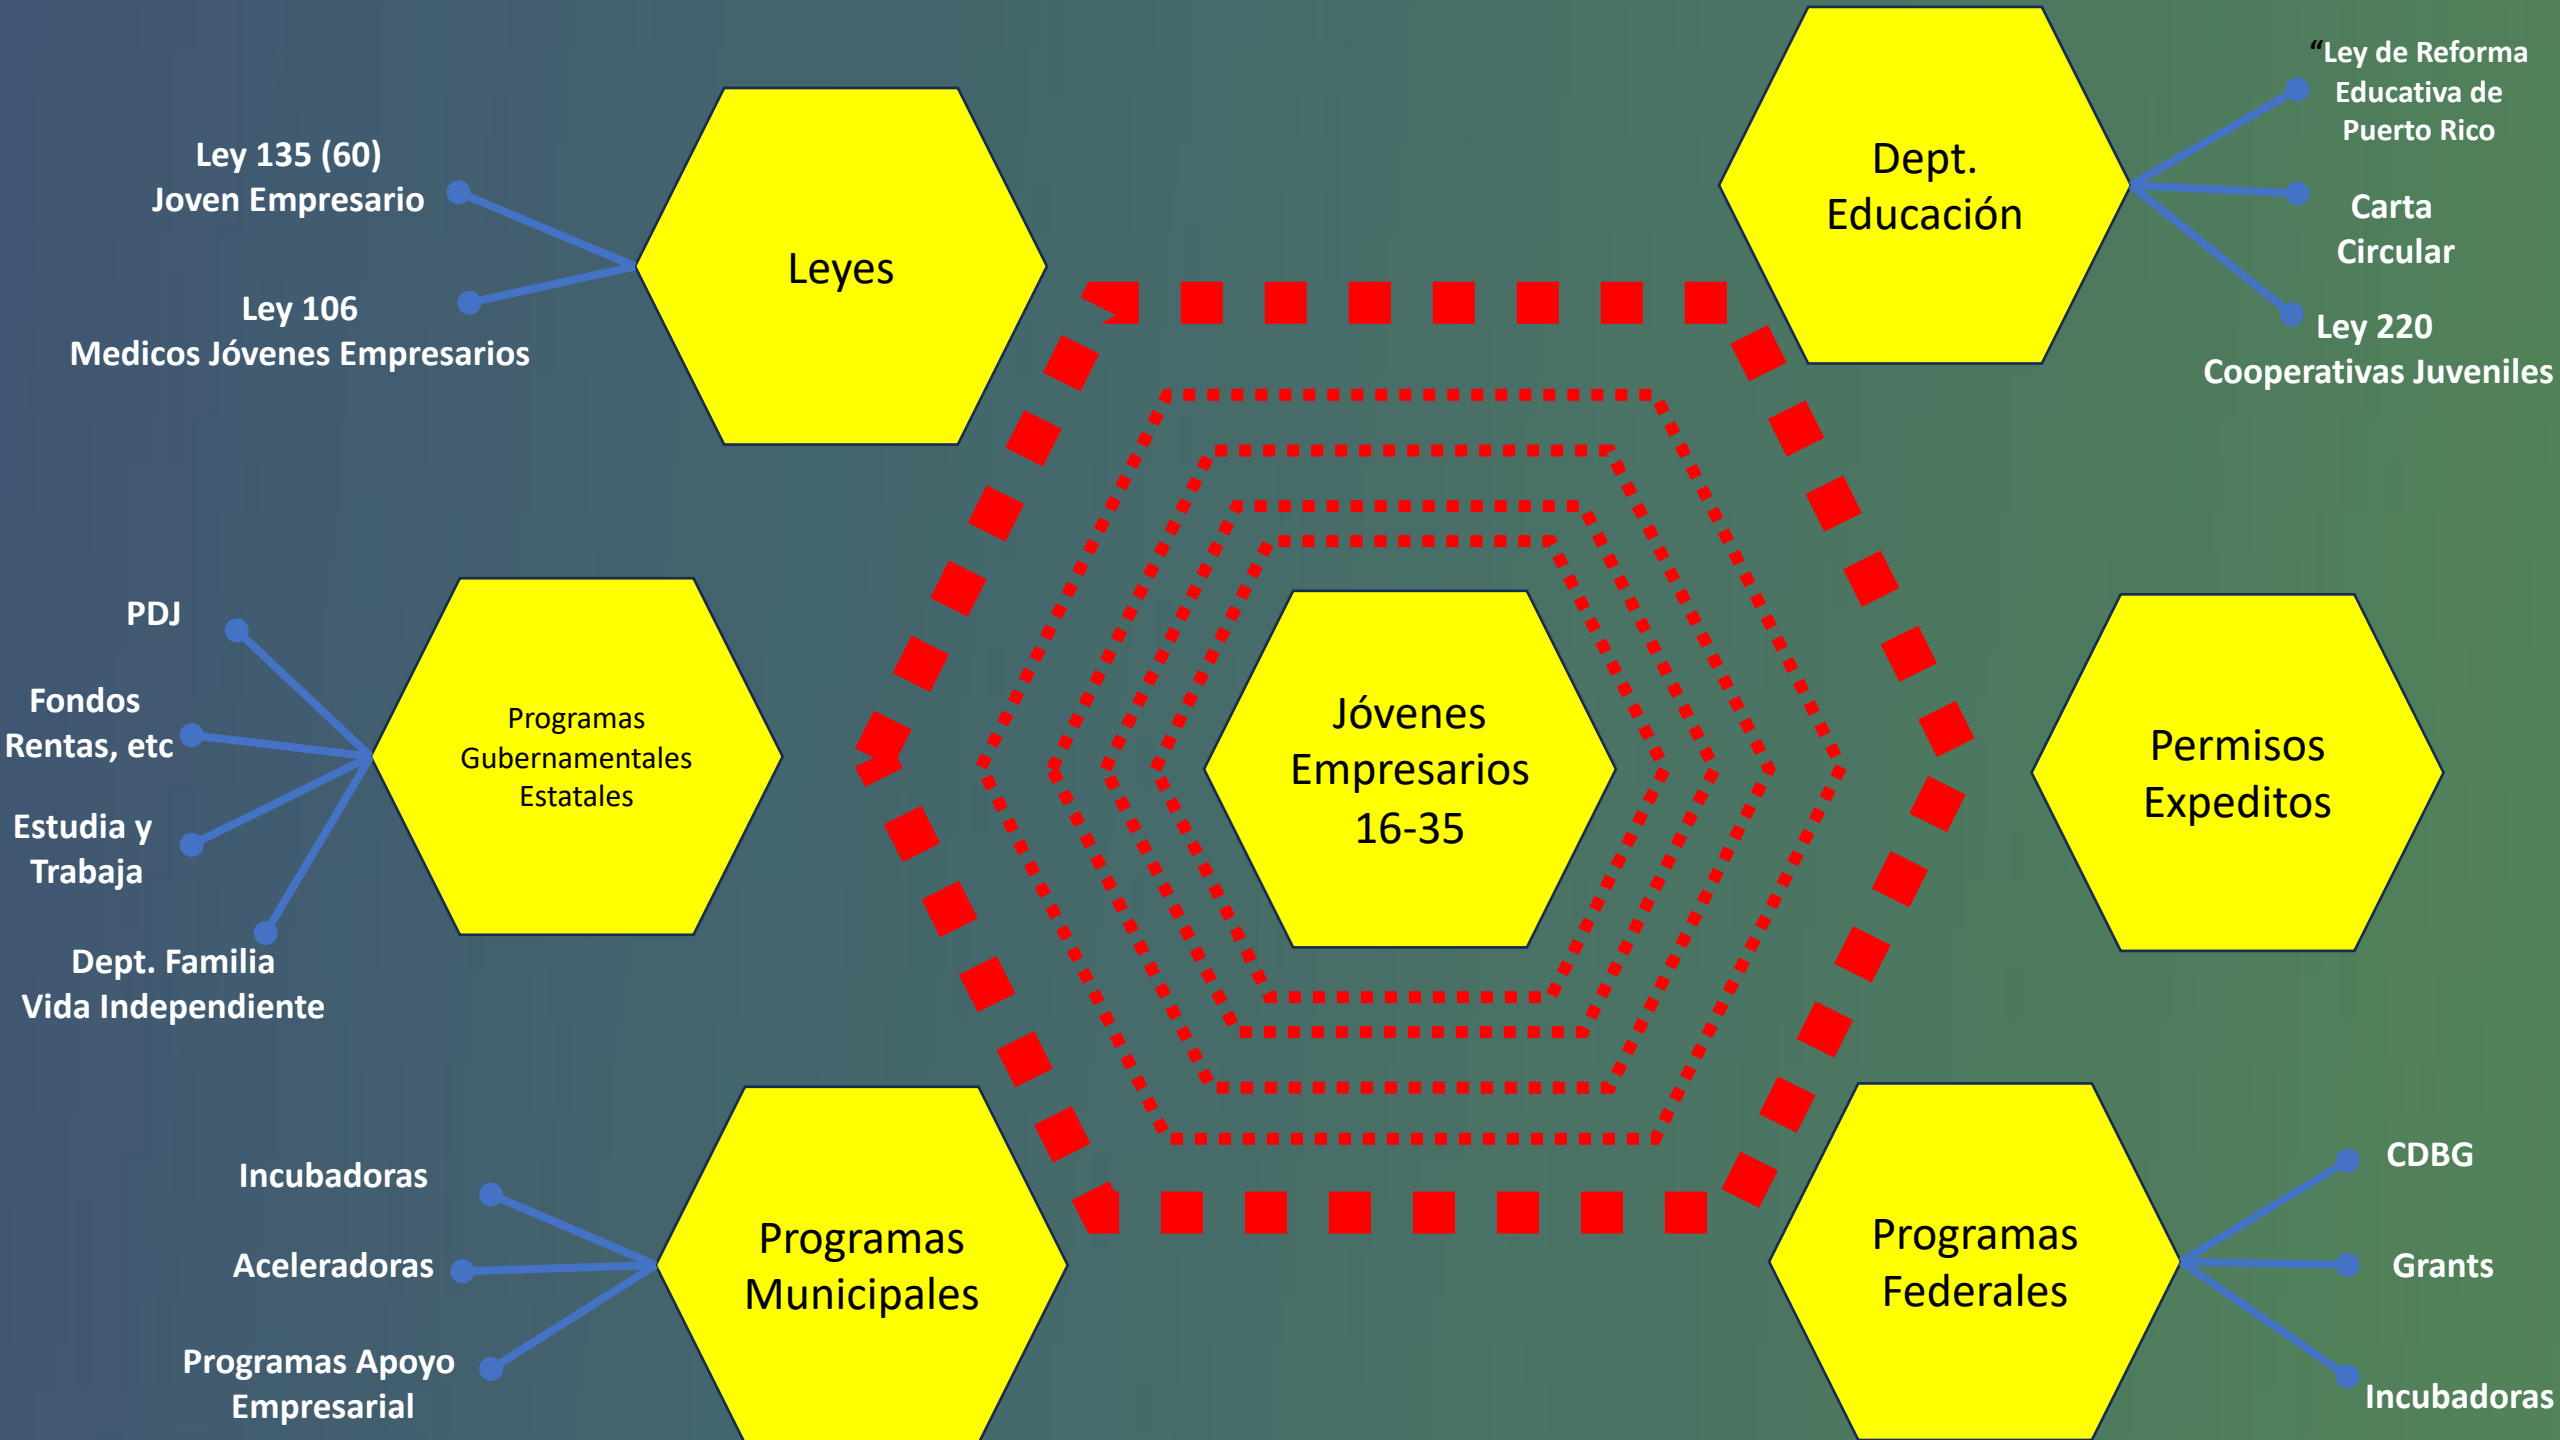 Ley 135 (60)
Joven Empresario
Ley 106
Medicos Jóvenes Empresarios
Leyes
Dept.
Educación
“Ley de Reforma
Educativa de
Puerto Rico
Carta
Circular
Ley 220
Cooperativas Juveniles
PDJ
Fondos
Rentas, etc
Estudia y
Trabaja
Dept. Familia
Vida Independiente
Programas
Gubernamentales
Estatales
Jóvenes
Empresarios
16-35
Permisos
Expeditos
Incubadoras
Aceleradoras
Programas Apoyo
Empresarial
Programas
Municipales
Programas
Federales
CDBG
Grants
Incubadoras